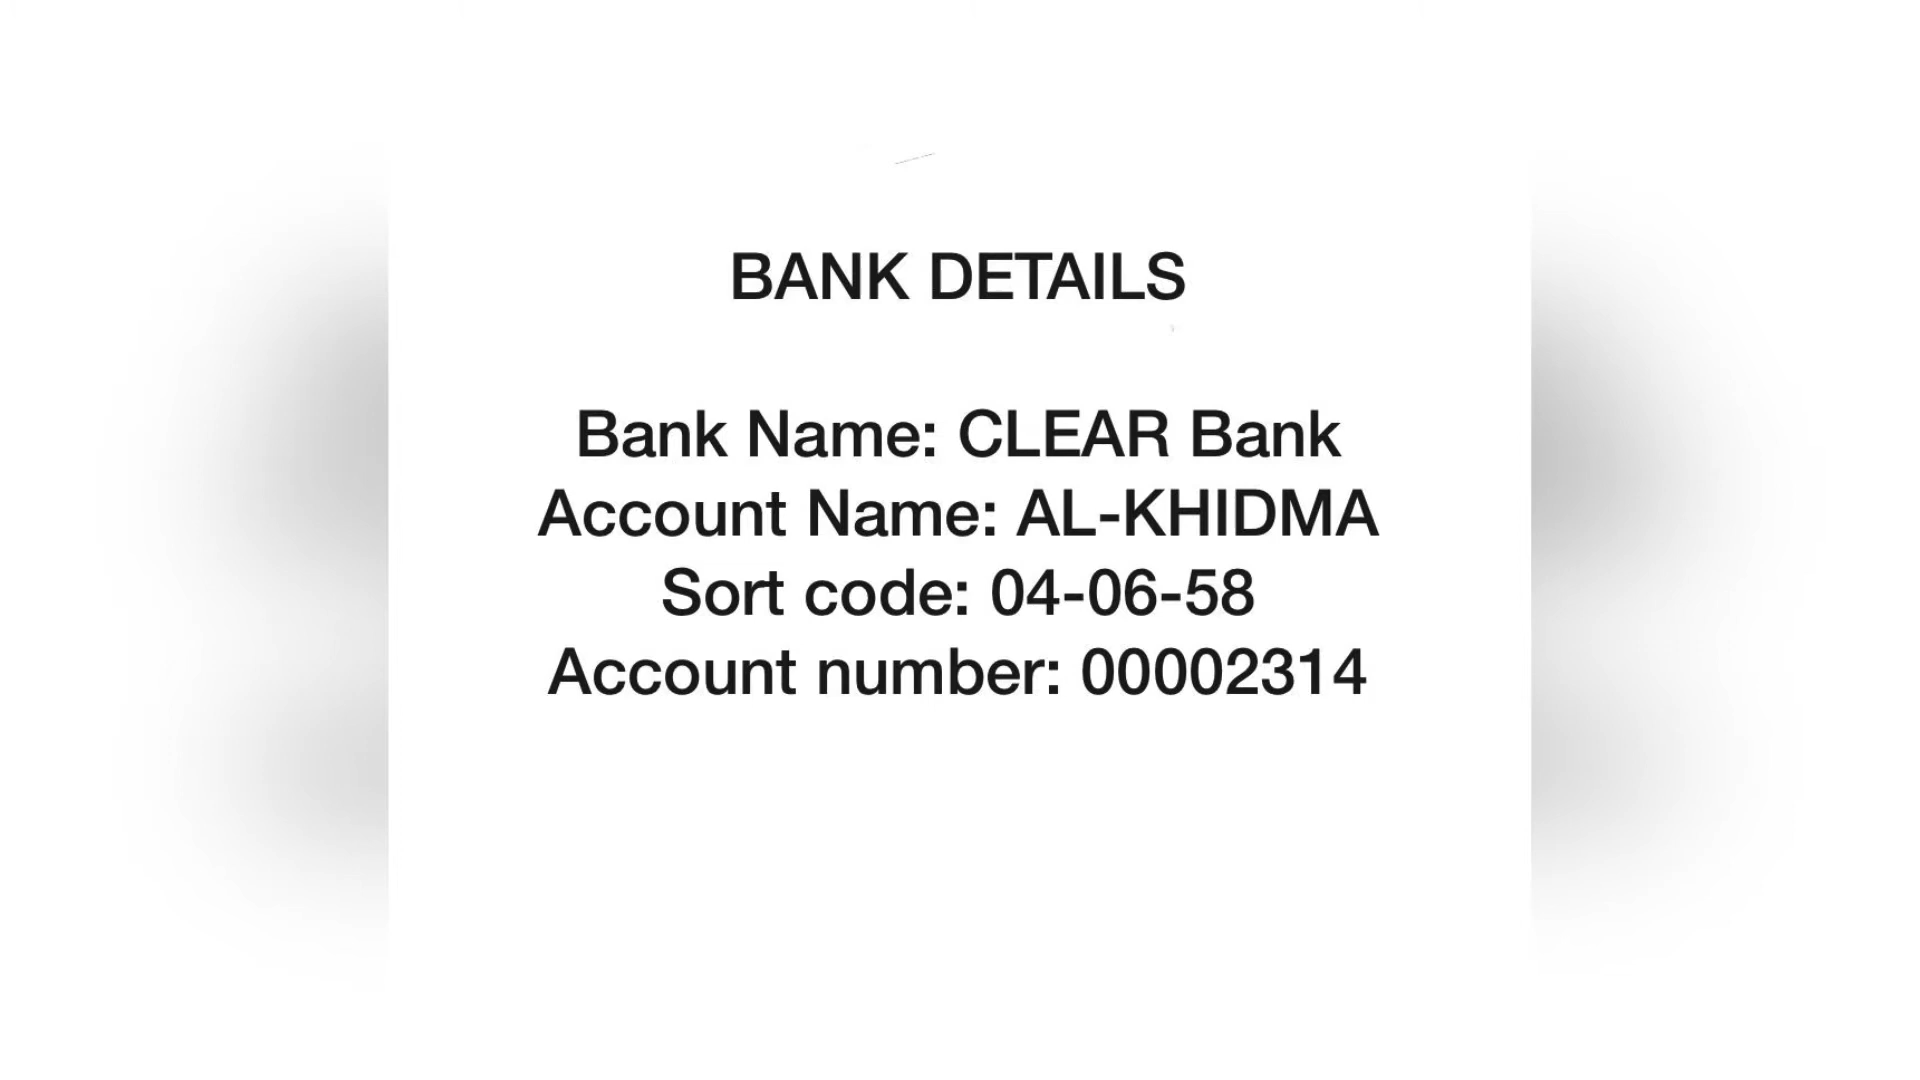 BANK DETAILS
Bank Name: CLEAR Bank
Account Name: AL-KHIDMA
Sort code: 04-06-58
Account number: 00002314